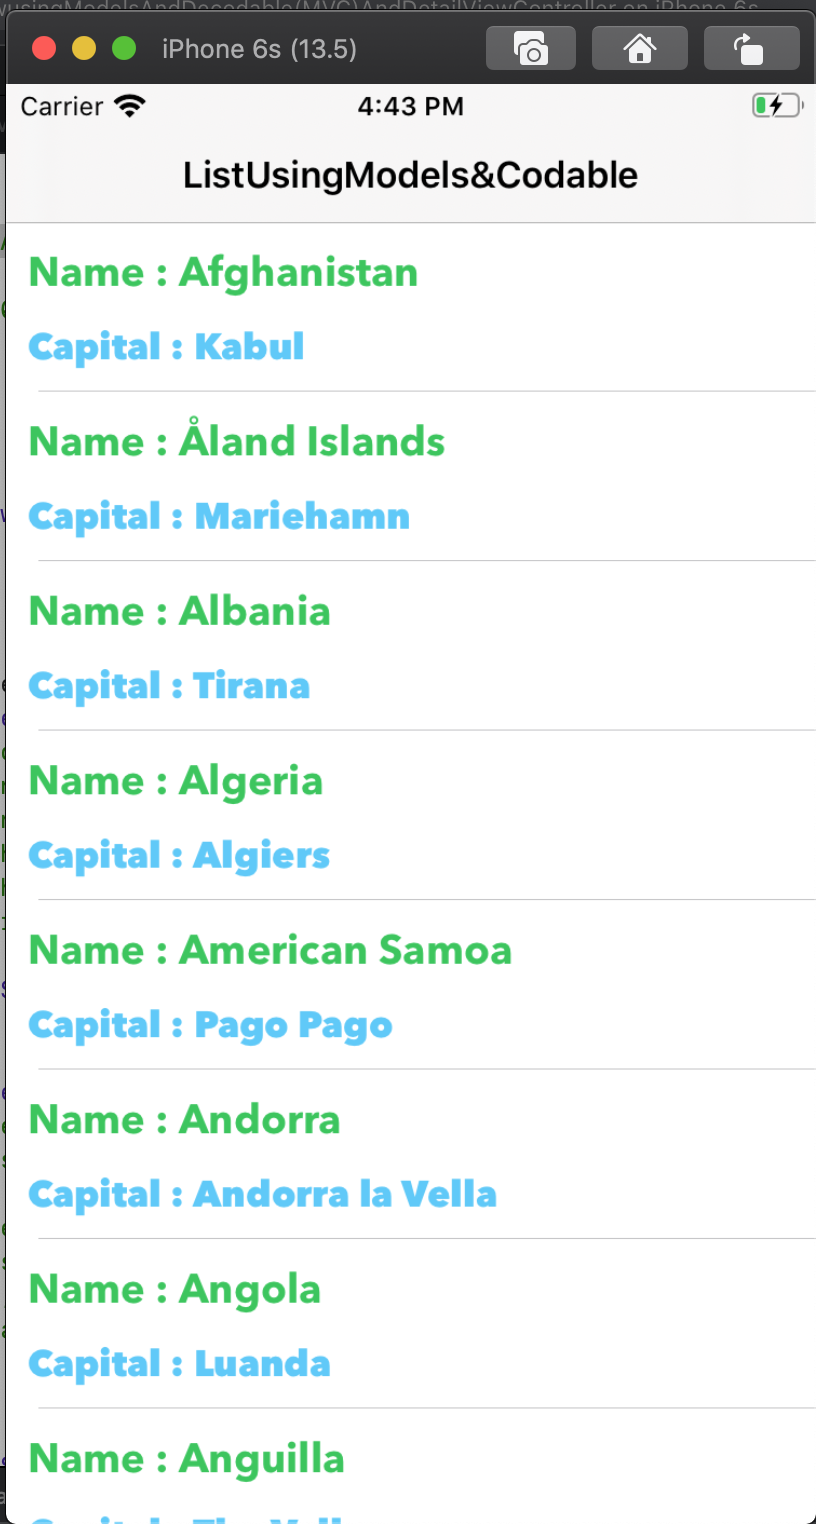 iPhone 6s (13.5)
Carrier 4:43 PM
ListUsingModels&Codable
Name : Afghanistan
Capital : Kabul
Name : Åland Islands
Capital : Mariehamn
Name : Albania
Capital : Tirana
Name : Algeria
Capital : Algiers
Name : American Samoa
Capital : Pago Pago
Name : Andorra
Capital : Andorra la Vella
Name : Angola
Capital : Luanda
Name : Anguilla